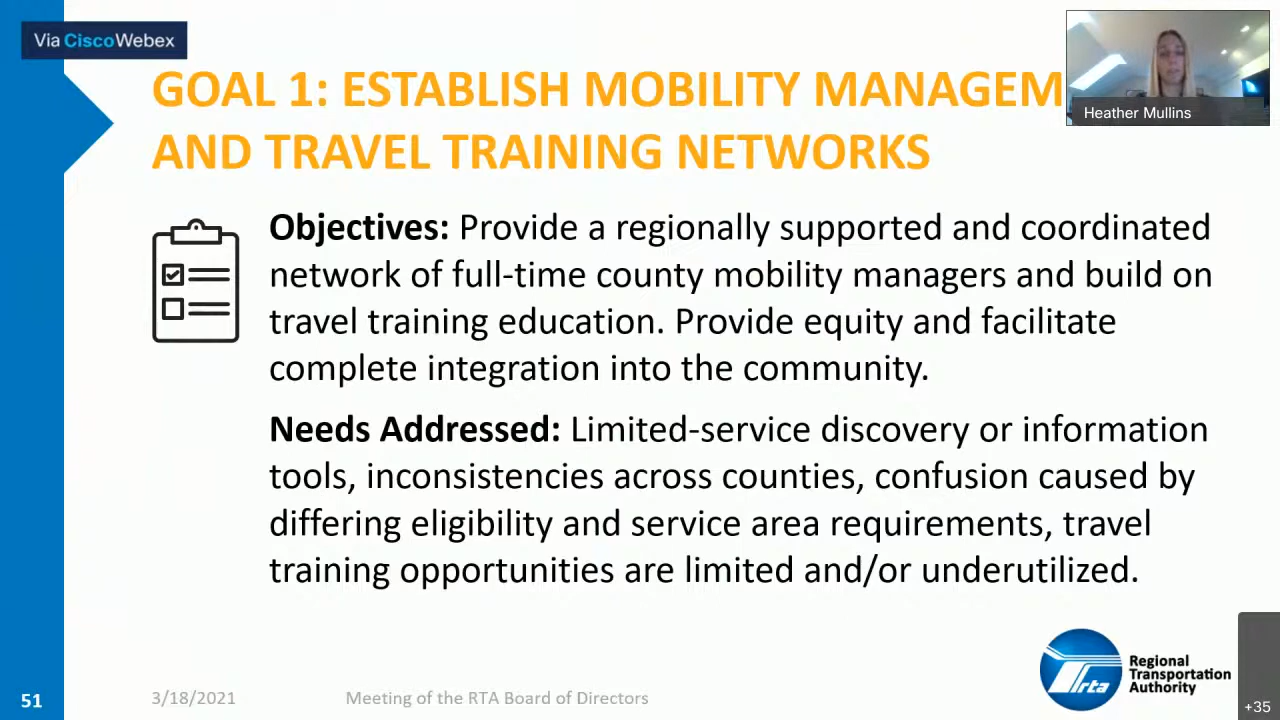 Via CiscoWebex
GOAL 1: ESTABLISH MOBILITY MANAGEM
AND TRAVEL TRAINING NETWORKS
Heather Mullins
Objectives: Provide a regionally supported and coordinated
network of full-time county mobility managers and build on
travel training education. Provide equity and facilitate
complete integration into the community.
Needs Addressed: Limited-service discovery or information
tools, inconsistencies across counties, confusion caused by
differing eligibility and service area requirements, travel
training opportunities are limited and/or underutilized.
51
3/18/2021
Meeting of the RTA Board of Directors
rta
Regional
Transportation
Authority
+35